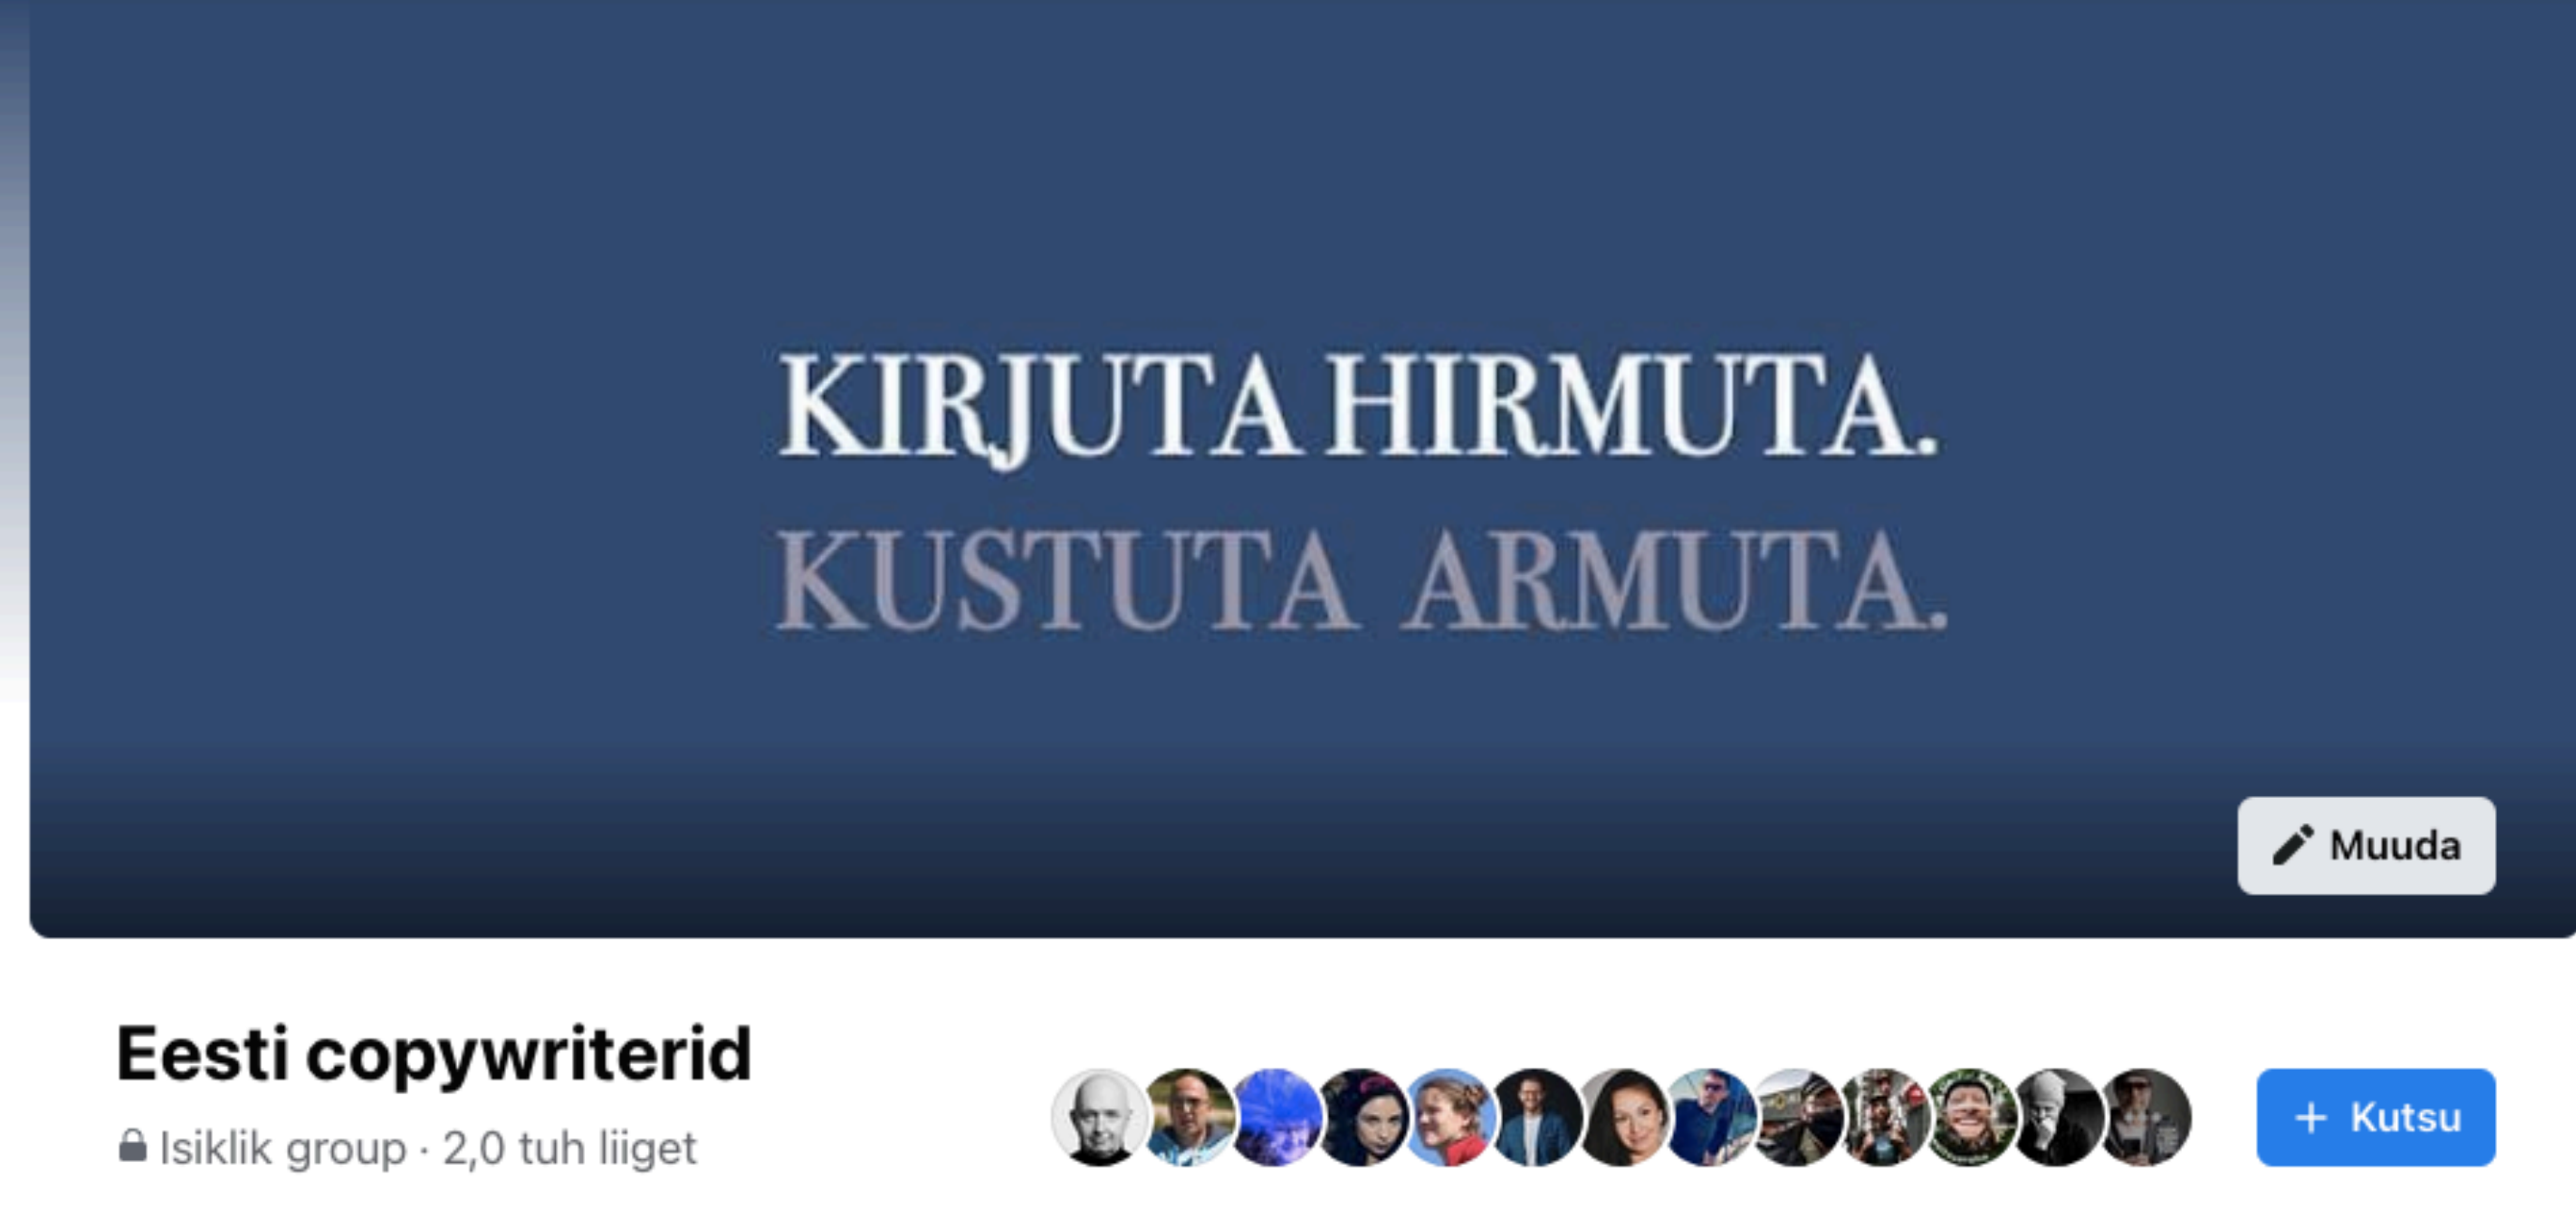 KIRJUTA HIRMUTA.
KUSTUTA ARMUTA.
Muuda
Eesti copywriterid
Isiklik group · 2,0 tuh liiget
+ Kutsu